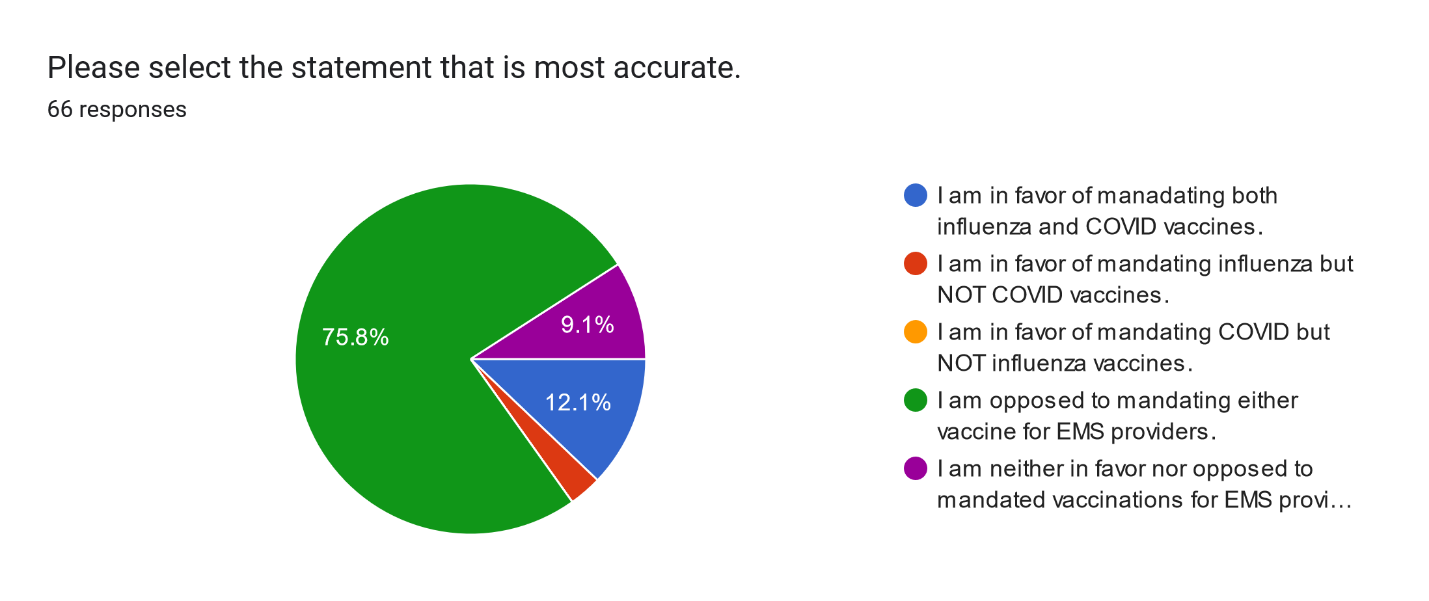 Please select the statement that is most accurate.
66 responses
75.8%
9.1%
12.1%
I am in favor of manadating both
influenza and COVID vaccines.
I am in favor of mandating influenza but
NOT COVID vaccines.
I am in favor of mandating COVID but
NOT influenza vaccines.
I am opposed to mandating either
vaccine for EMS providers.
I am neither in favor nor opposed to
mandated vaccinations for EMS provi…